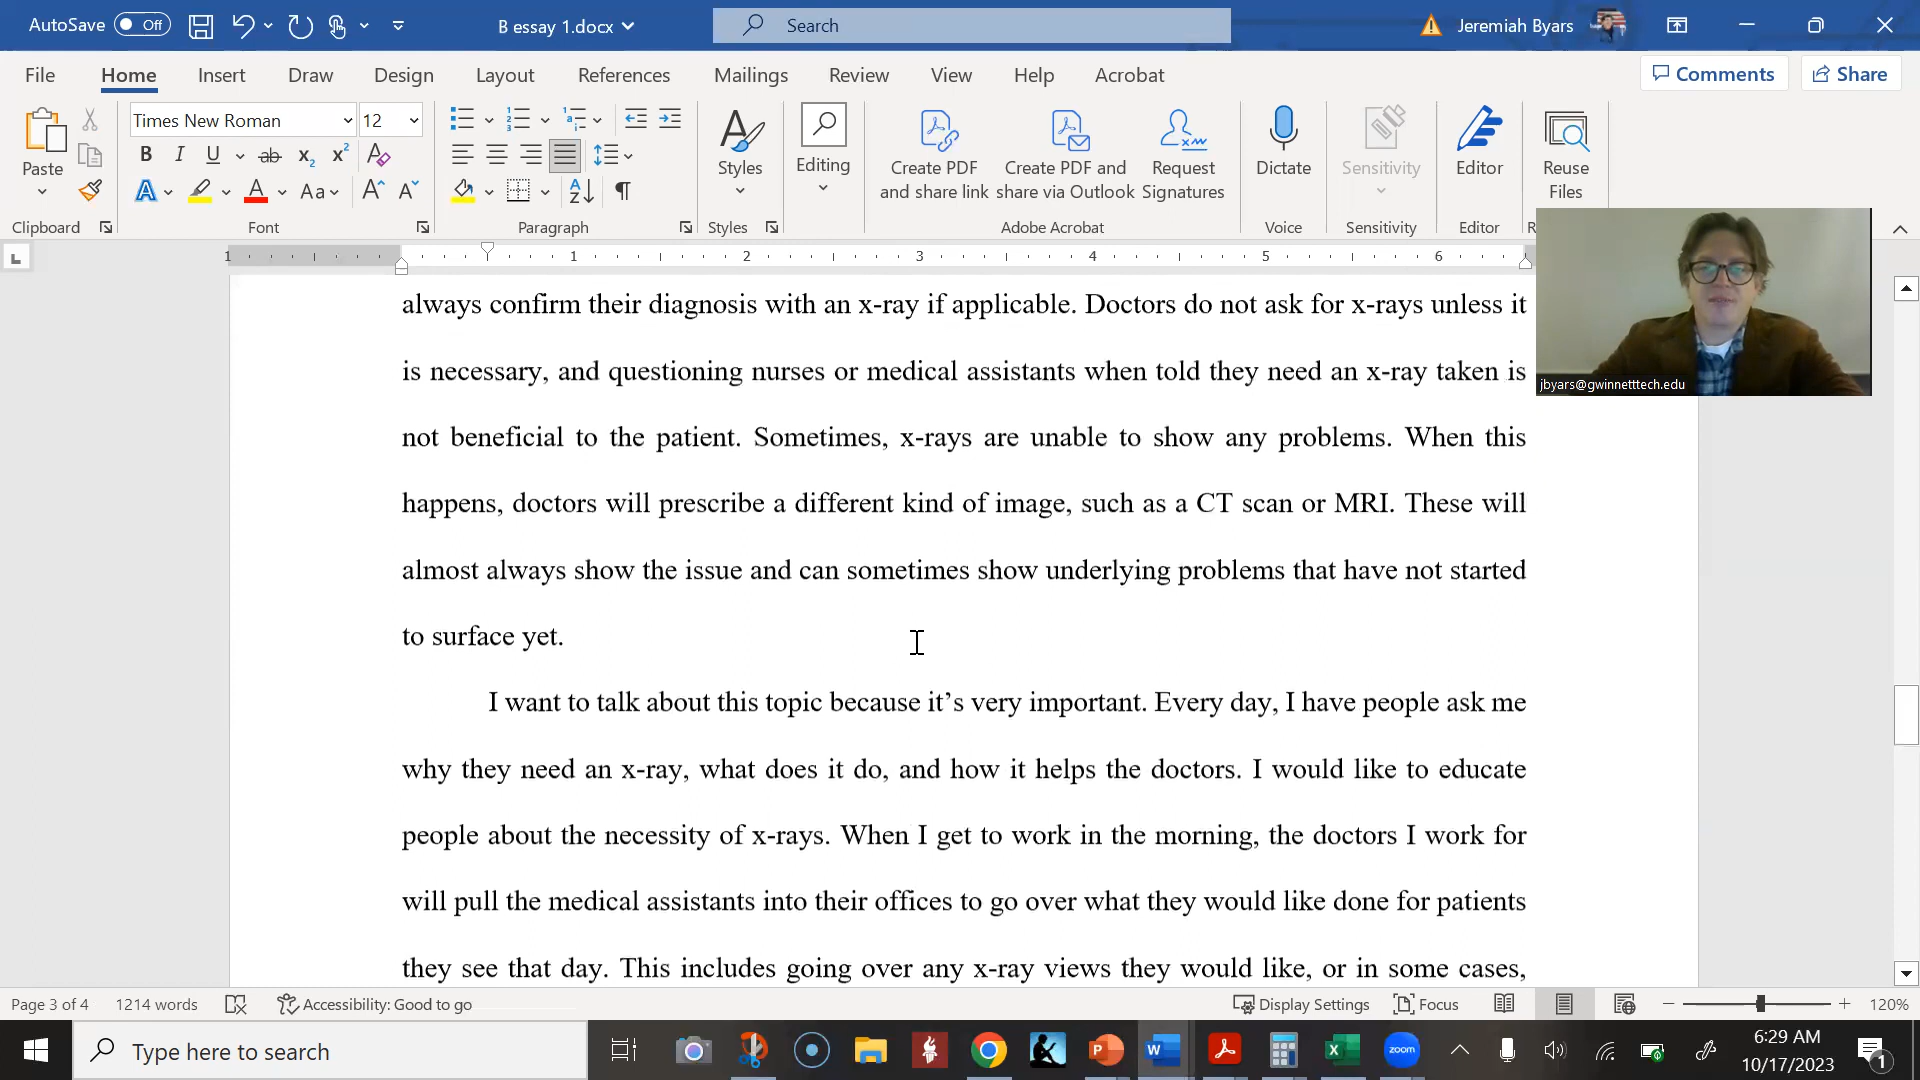 AutoSave Off B essay 1.docx Search Jeremiah Byars
File Home Insert Draw Design Layout References Mailings Review View Help Acrobat Comments Share
Times New Roman 12
Paste Styles Editing Create PDF and share link Create PDF and share via Outlook Request Signatures Dictate Sensitivity Editor Reuse Files
Clipboard Font Paragraph Styles Adobe Acrobat Voice Sensitivity Editor R
1 1 2 3 4 5 6
jbyars@gwinnetttech.edu
always confirm their diagnosis with an x-ray if applicable. Doctors do not ask for x-rays unless it
is necessary, and questioning nurses or medical assistants when told they need an x-ray taken is
not beneficial to the patient. Sometimes, x-rays are unable to show any problems. When this
happens, doctors will prescribe a different kind of image, such as a CT scan or MRI. These will
almost always show the issue and can sometimes show underlying problems that have not started
to surface yet.
I want to talk about this topic because it’s very important. Every day, I have people ask me
why they need an x-ray, what does it do, and how it helps the doctors. I would like to educate
people about the necessity of x-rays. When I get to work in the morning, the doctors I work for
will pull the medical assistants into their offices to go over what they would like done for patients
they see that day. This includes going over any x-ray views they would like, or in some cases,
Page 3 of 4 1214 words Accessibility: Good to go Display Settings Focus 120%
Type here to search zoom 6:29 AM
10/17/2023 1